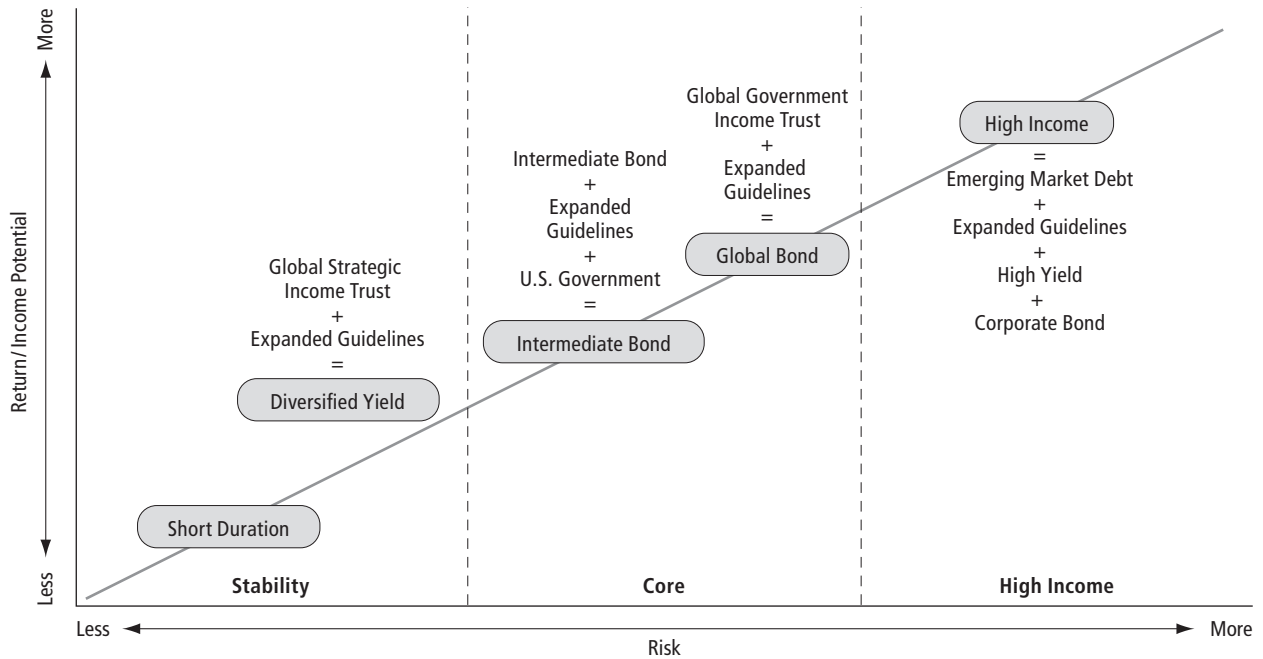 More
Return/Income Potential
Less
Global Strategic
Income Trust
+
Expanded Guidelines
=
Diversified Yield
Short Duration
Stability
Intermediate Bond
+
Expanded
Guidelines
+
U.S. Government
=
Intermediate Bond
Global Government
Income Trust
+
Expanded
Guidelines
=
Global Bond
Core
High Income
=
Emerging Market Debt
+
Expanded Guidelines
+
High Yield
+
Corporate Bond
High Income
Less
Risk
More